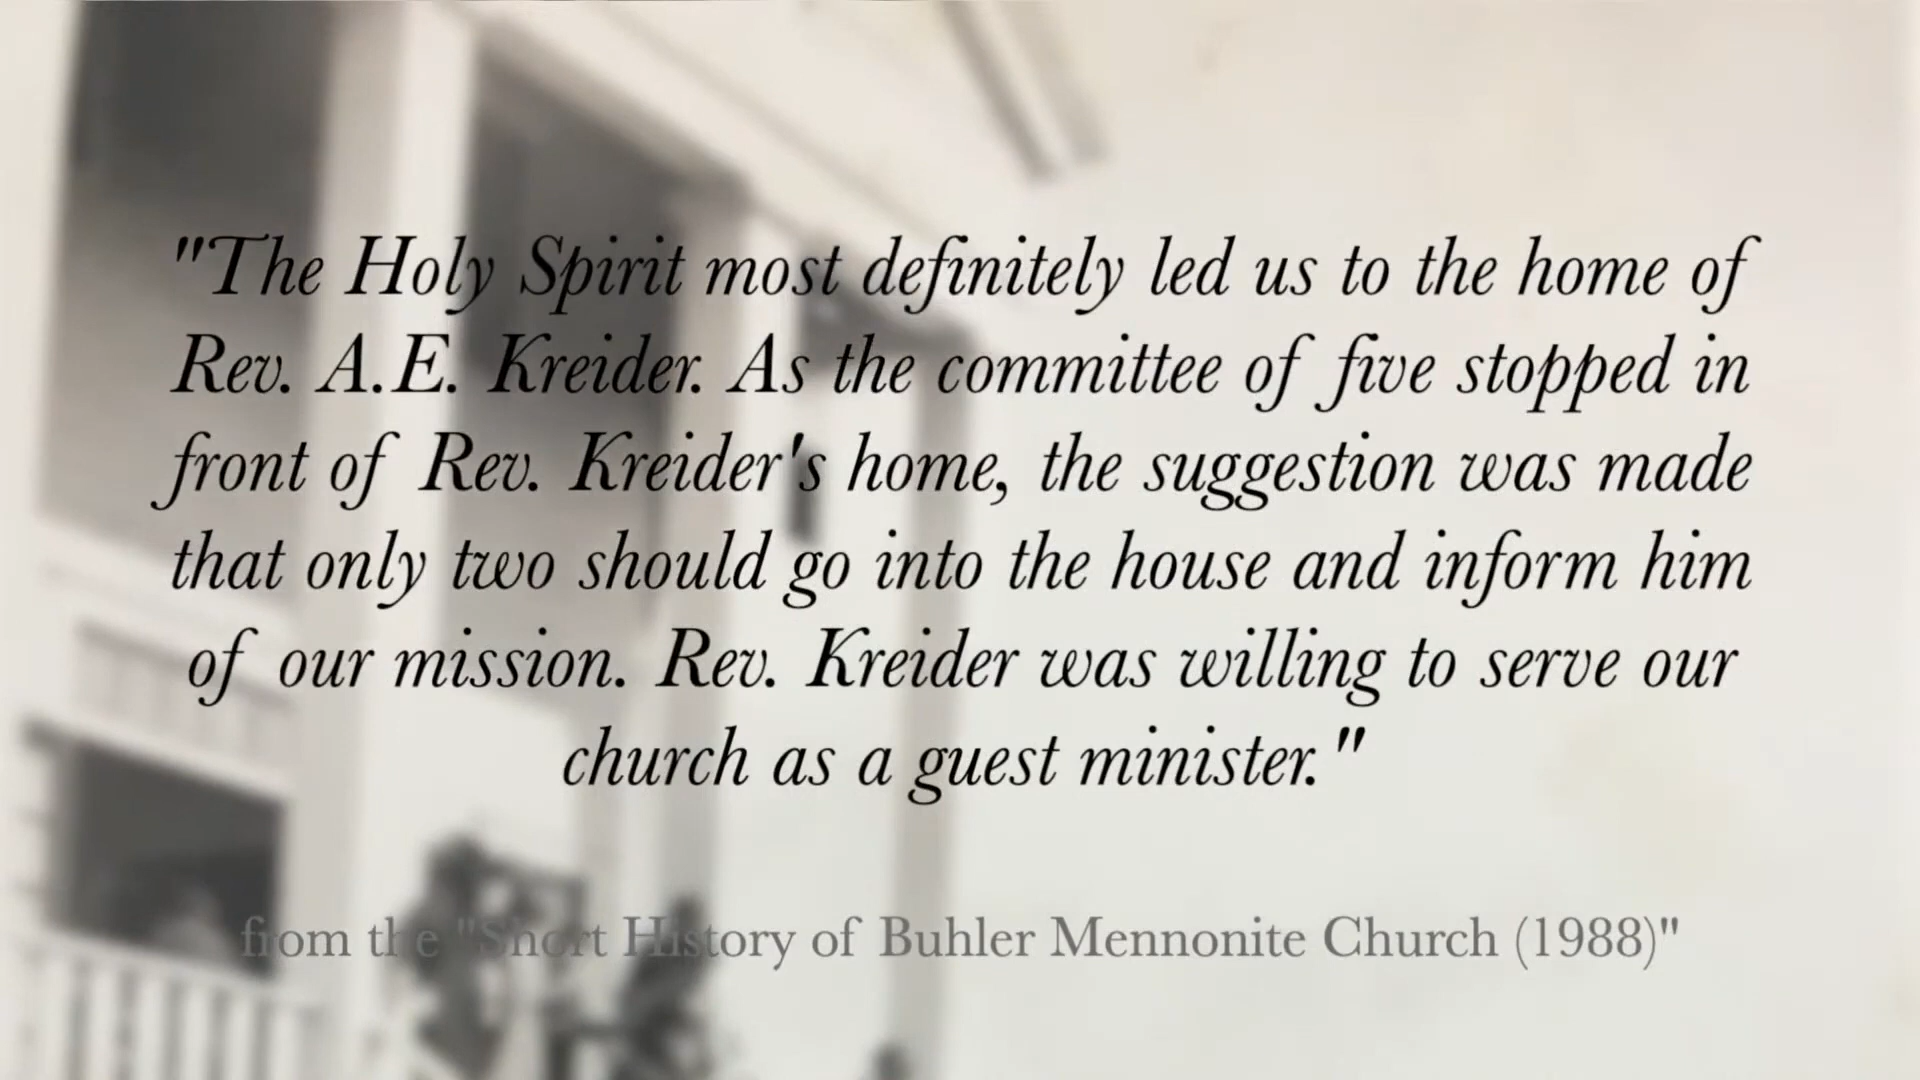 "The Holy Spirit most definitely led us to the home of
Rev. A.E. Kreider. As the committee of five stopped in
front of Rev. Kreider's home, the suggestion was made
that only two should go into the house and inform him
of our mission. Rev. Kreider was willing to serve our
church as a guest minister."
from the "Short History of Buhler Mennonite Church (1988)"